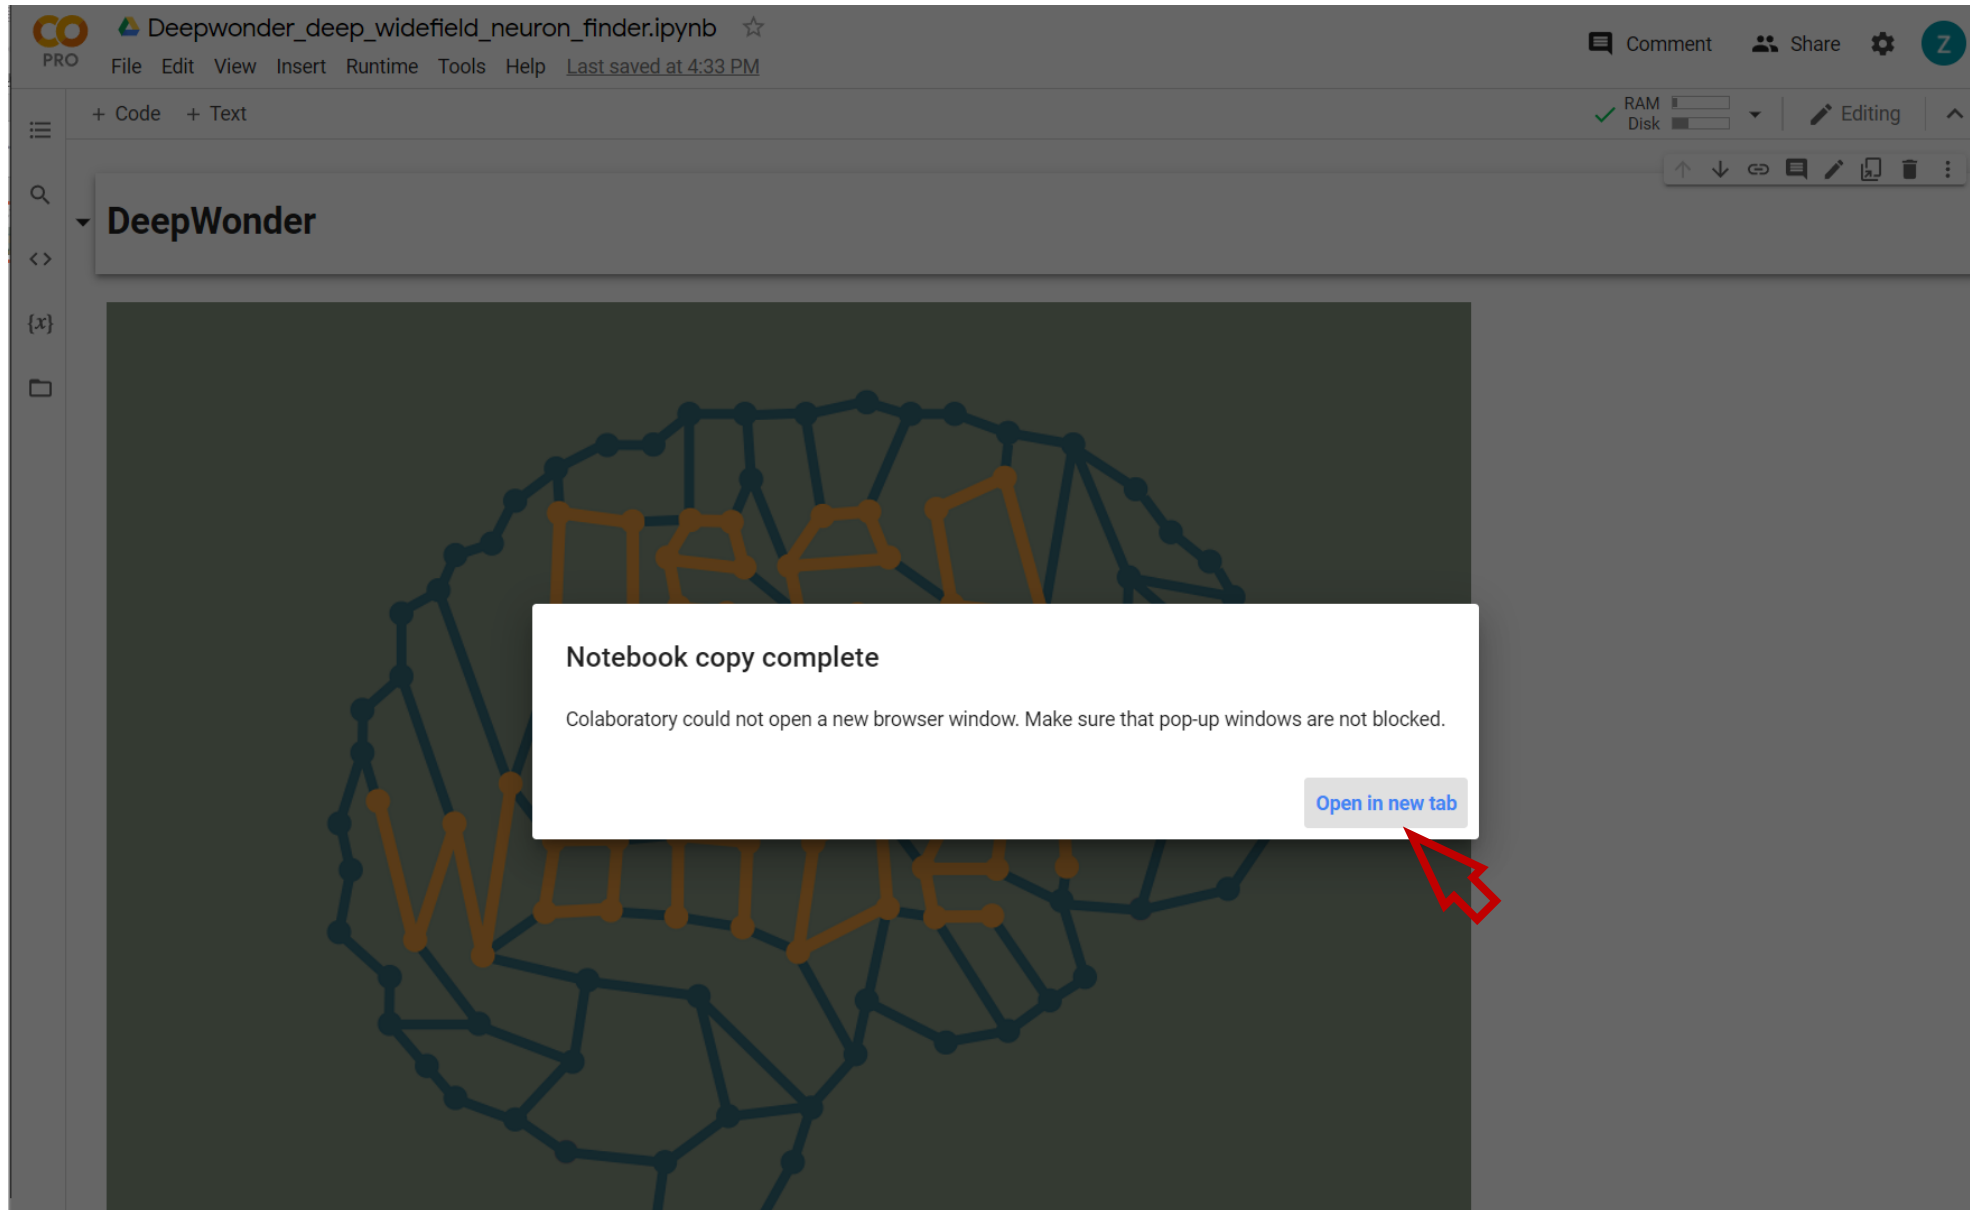 CO Deepwonder_deep_widefield_neuron_finder.ipynb
PRO
File Edit View Insert Runtime Tools Help Last saved at 4:33 PM
Comment Share Z
+ Code + Text
RAM
Disk
Editing
{x}
DeepWonder
Deep
Wonder
Notebook copy complete
Colaboratory could not open a new browser window. Make sure that pop-up windows are not blocked.
Open in new tab